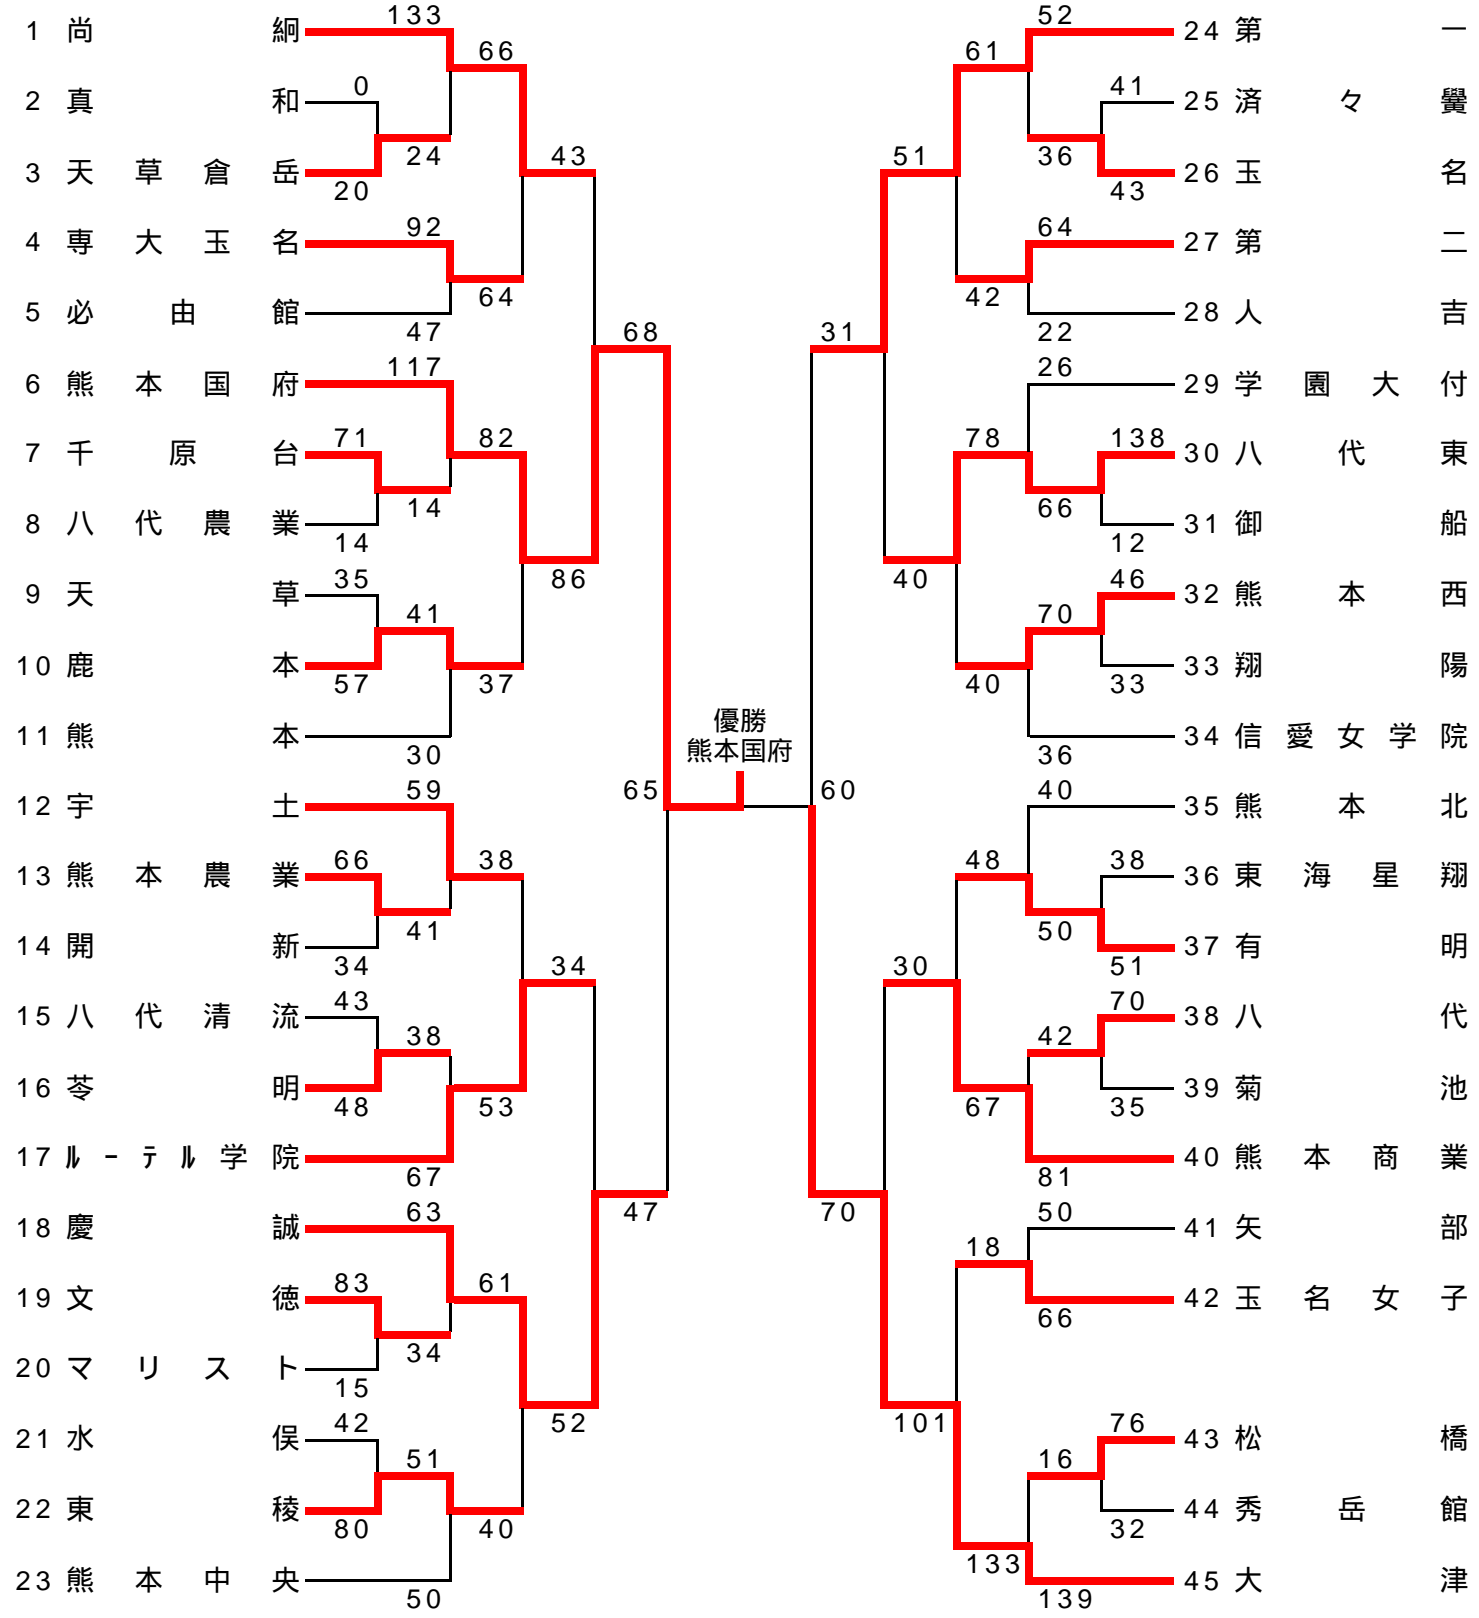 1 尚絅 133
2 真和 0
3 天草倉岳 20
4 専大玉名 92
5 必由館 47
6 熊本国府 117
7 千原台 71
8 八代農業 14
9 天草 35
10 鹿本 57
11 熊本 30
12 宇土 59
13 熊本農業 66
14 開新 34
15 八代清流 43
16 苓明 48
17 ルーテル学院 67
18 慶誠 63
19 文徳 83
20 マリスト 15
21 水俣 42
22 東稜 80
23 熊本中央 50
24
14
41
41
38
34
51
66
64
82
37
38
53
61
40
43
86
34
52
68
47
65
優勝
熊本国府
60
31
70
51
40
30
101
61
42
78
40
48
67
18
133
36
66
70
50
42
16
52 24 第一
41 25 済々黌
43 26 玉名
64 27 第二
22 28 人吉
26 29 学園大付
138 30 八代東
12 31 御船
46 32 熊本西
33 33 翔陽
36 34 信愛女学院
40 35 熊本北
38 36 東海星翔
51 37 有明
70 38 八代
35 39 菊池
81 40 熊本商業
50 41 矢部
66 42 玉名女子
76 43 松橋
32 44 秀岳館
139 45 大津